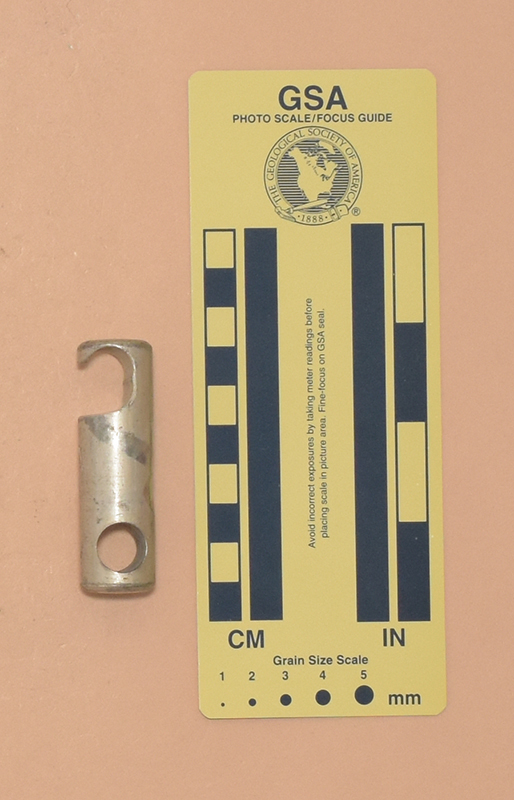 GSA
PHOTO SCALE/FOCUS GUIDE
THE GEOLOGICAL SOCIETY OF AMERICA
·1888·
®
Avoid incorrect exposures by taking meter readings before
placing scale in picture area. Fine-focus on GSA seal.
CM IN
Grain Size Scale
1 2 3 4 5
mm